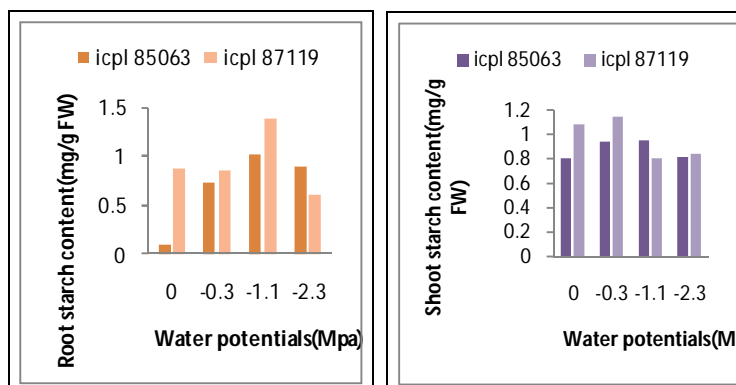 icpl 85063 icpl 87119
Root starch content(mg/g FW)
1.5
1
0.5
0
0 -0.3 -1.1 -2.3
Water potentials(Mpa)
icpl 85063 icpl 87119
Shoot starch content(mg/g
FW)
1.2
1
0.8
0.6
0.4
0.2
0
0 -0.3 -1.1 -2.3
Water potentials(M